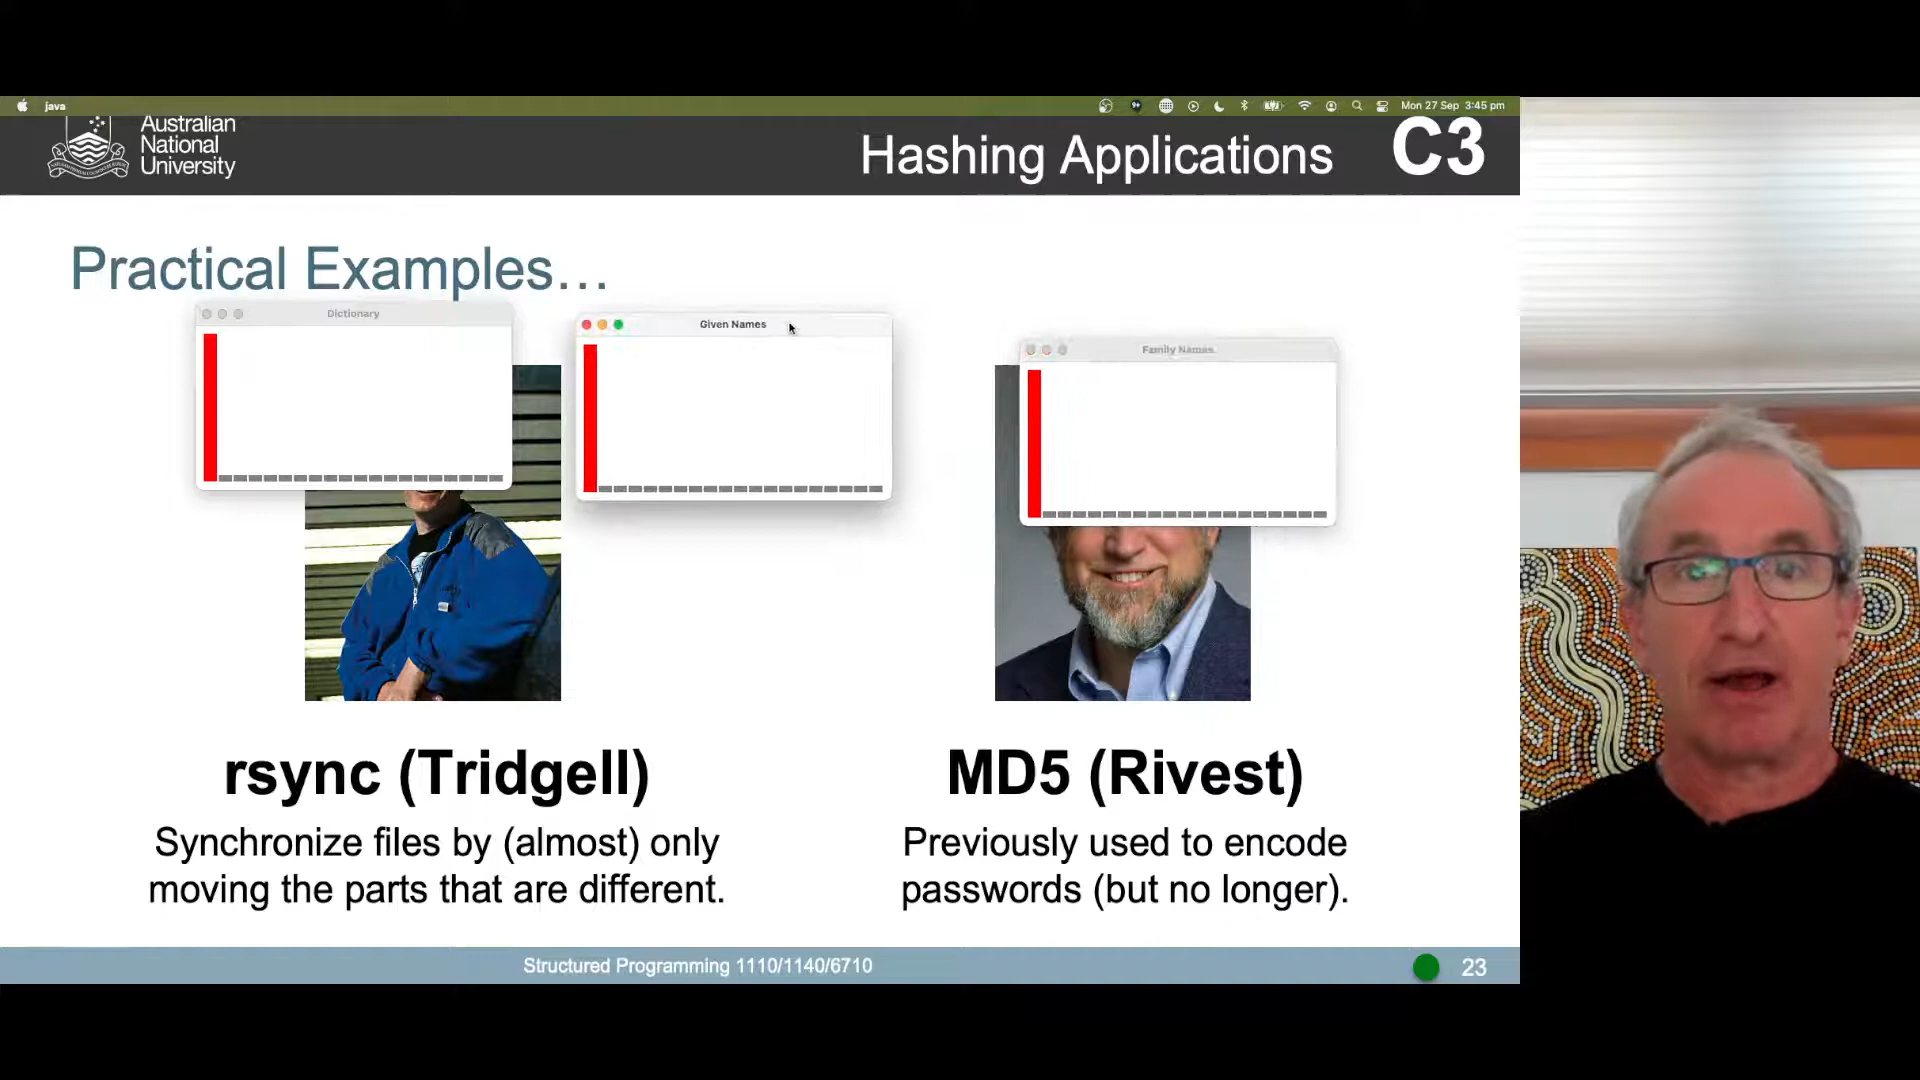 java
Mon 27 Sep 3:45 pm
Australian
National
University
Hashing Applications
C3
Practical Examples…
Dictionary
Given Names
Family Names
rsync (Tridgell)
Synchronize files by (almost) only
moving the parts that are different.
MD5 (Rivest)
Previously used to encode
passwords (but no longer).
Structured Programming 1110/1140/6710
23